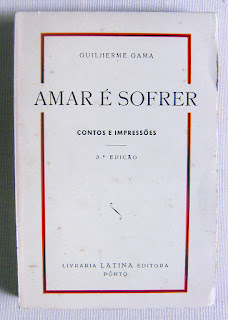 GUILHERME GAMA
AMAR É SOFRER
CONTOS E IMPRESSÕES
3.ª EDIÇÃO
LIVRARIA LATINA EDITORA
PÔRTO